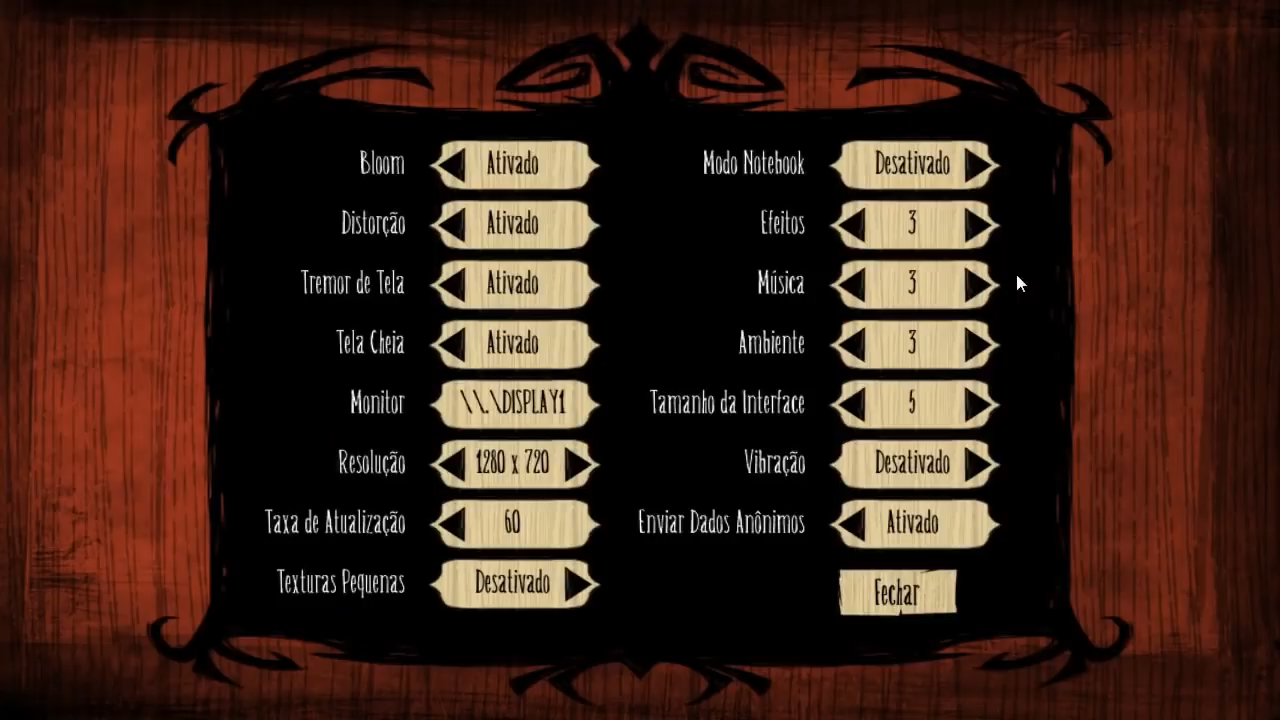 Bloom Ativado
Distorção Ativado
Tremor de Tela Ativado
Tela Cheia Ativado
Monitor \\.\DISPLAY1
Resolução 1280 x 720
Taxa de Atualização 60
Texturas Pequenas Desativado
Modo Notebook Desativado
Efeitos 3
Música 3
Ambiente 3
Tamanho da Interface 5
Vibração Desativado
Enviar Dados Anônimos Ativado
Fechar